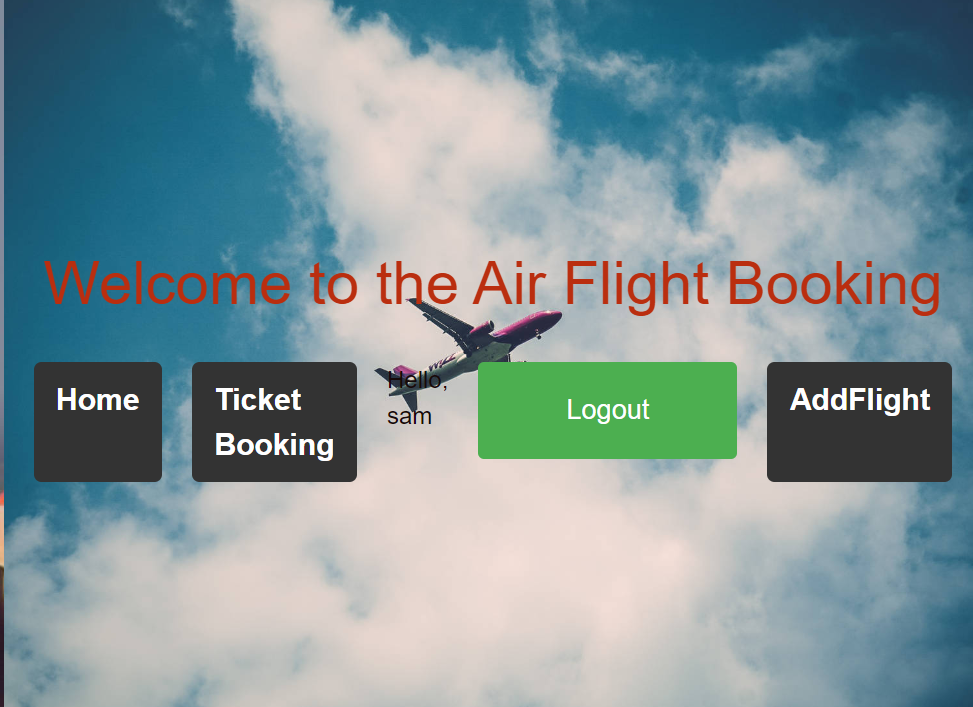 Welcome to the Air Flight Booking
Home
Ticket
Booking
Hello,
sam
Logout
AddFlight